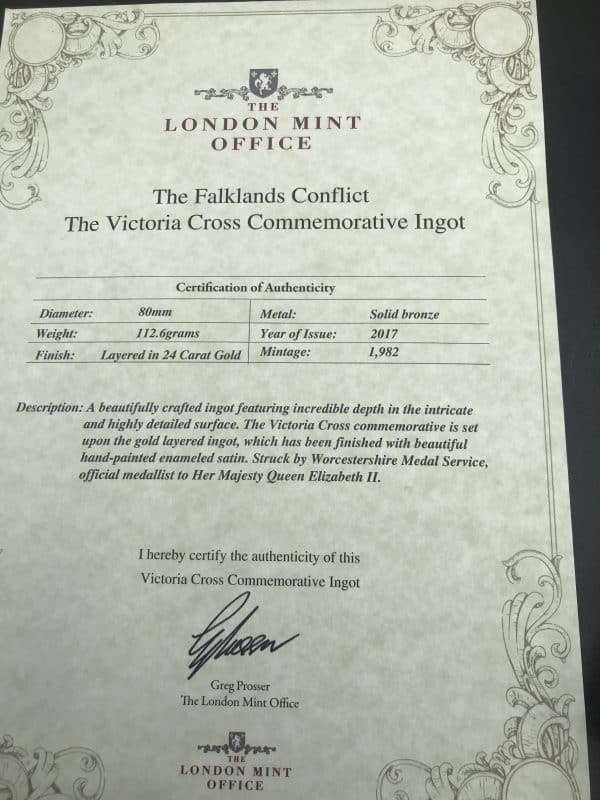 THE
LONDON MINT
OFFICE
The Falklands Conflict
The Victoria Cross Commemorative Ingot
Certification of Authenticity
Diameter: 80mm Metal: Solid bronze
Weight: 112.6grams Year of Issue: 2017
Finish: Layered in 24 Carat Gold Mintage: 1,982
Description: A beautifully crafted ingot featuring incredible depth in the intricate
and highly detailed surface. The Victoria Cross commemorative is set
upon the gold layered ingot, which has been finished with beautiful
hand-painted enameled satin. Struck by Worcestershire Medal Service,
official medallist to Her Majesty Queen Elizabeth II.
I hereby certify the authenticity of this
Victoria Cross Commemorative Ingot
Greg Prosser
The London Mint Office
THE
LONDON MINT
OFFICE